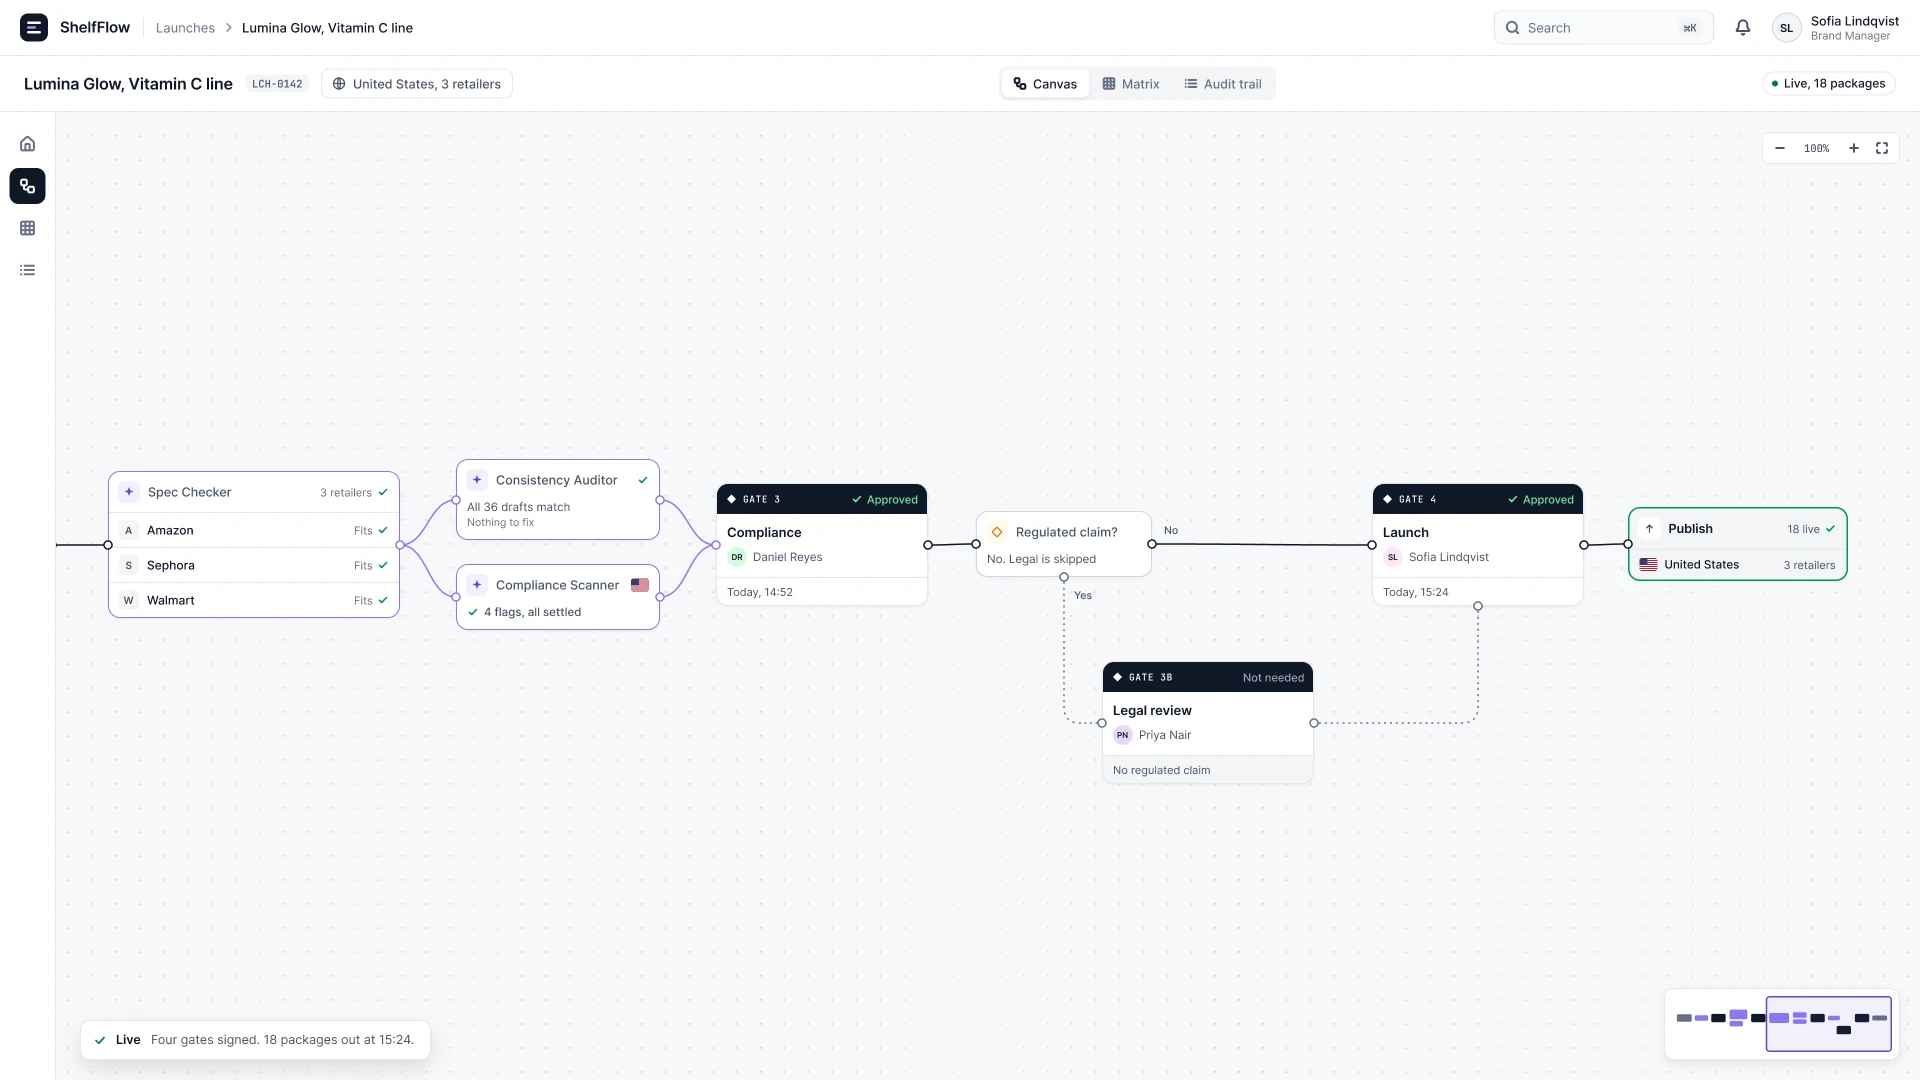 ShelfFlow
Launches
Lumina Glow, Vitamin C line
Search
⌘K
SL
Sofia Lindqvist
Brand Manager
Lumina Glow, Vitamin C line
LCH-0142
United States, 3 retailers
Canvas
Matrix
Audit trail
Live, 18 packages
100%
Spec Checker
3 retailers
A
Amazon
Fits
S
Sephora
Fits
W
Walmart
Fits
Consistency Auditor
All 36 drafts match
Nothing to fix
Compliance Scanner
4 flags, all settled
GATE 3
Approved
Compliance
DR
Daniel Reyes
Today, 14:52
Regulated claim?
No. Legal is skipped
No
Yes
GATE 3B
Not needed
Legal review
PN
Priya Nair
No regulated claim
GATE 4
Approved
Launch
SL
Sofia Lindqvist
Today, 15:24
Publish
18 live
United States
3 retailers
Live
Four gates signed. 18 packages out at 15:24.